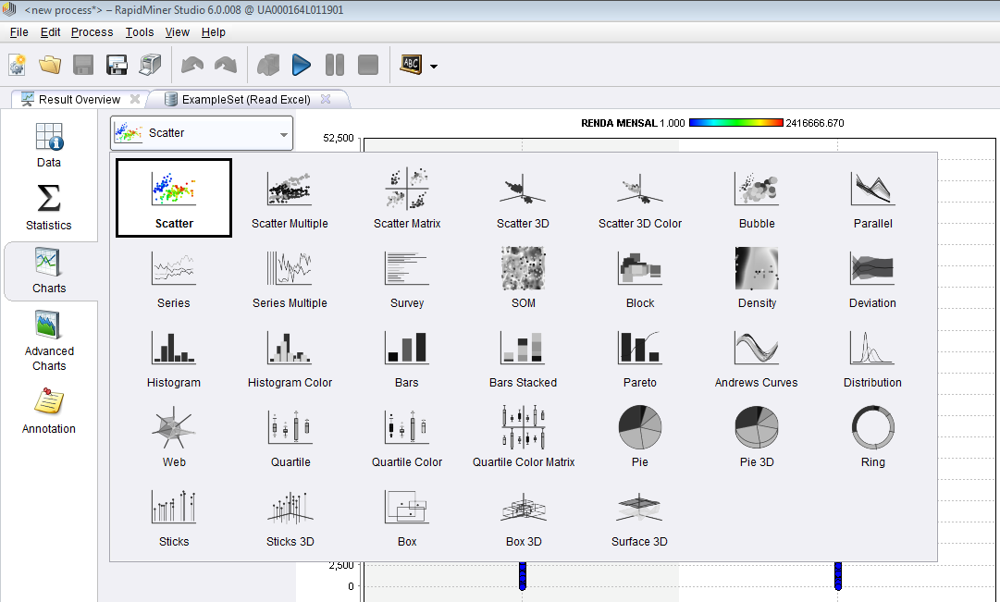 <new process*> – RapidMiner Studio 6.0.008 @ UA000164L011901
File Edit Process Tools View Help
ABC
Result Overview ExampleSet (Read Excel)
Data
Statistics
Charts
Advanced
Charts
Annotation
Scatter
RENDA MENSAL 1.000 2416666.670
52,500
Scatter Scatter Multiple Scatter Matrix Scatter 3D Scatter 3D Color Bubble Parallel
Series Series Multiple Survey SOM Block Density Deviation
Histogram Histogram Color Bars Bars Stacked Pareto Andrews Curves Distribution
Web Quartile Quartile Color Quartile Color Matrix Pie Pie 3D Ring
Sticks Sticks 3D Box Box 3D Surface 3D
2,500
0